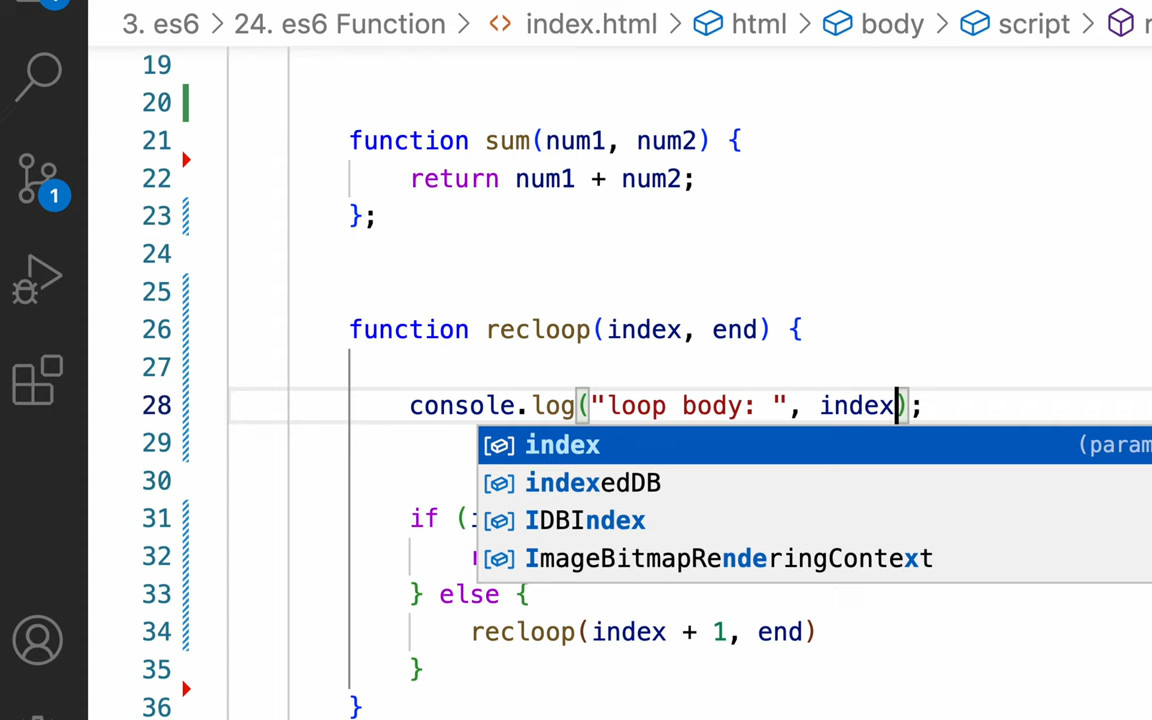 3. es6 > 24. es6 Function > <> index.html > html > body > script >
19
20
21 function sum(num1, num2) {
22 return num1 + num2;
23 };
24
25
26 function recloop(index, end) {
27
28 console.log("loop body: ", index);
29
index (param
indexedDB
30
IDBIndex
31 if (
ImageBitmapRenderingContext
32
33 } else {
34 recloop(index + 1, end)
35 }
36 }
1